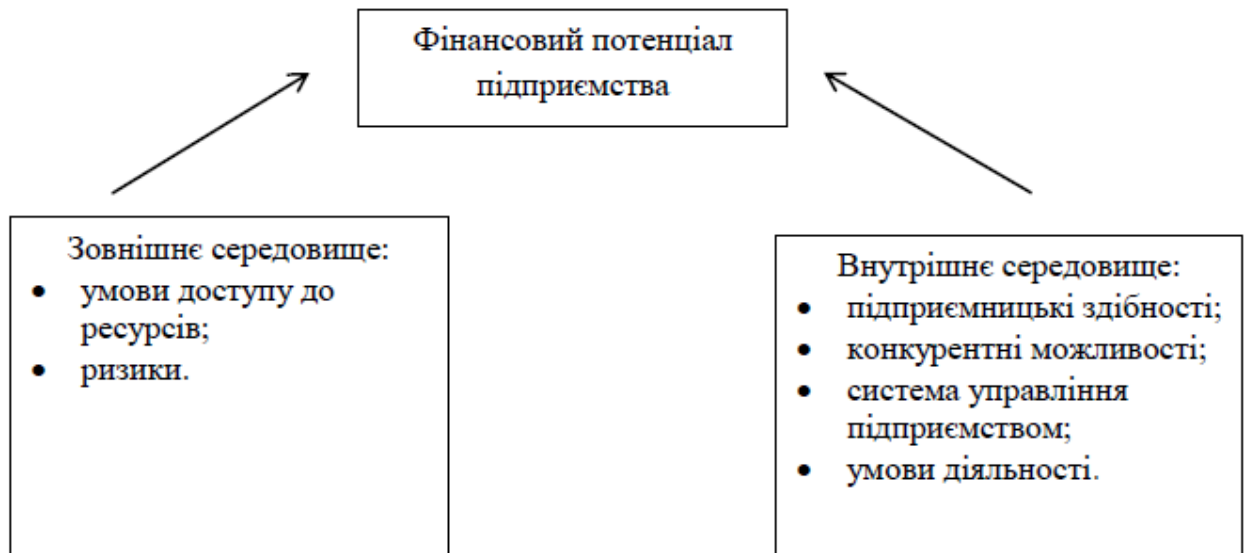 Фінансовий потенціал
підприємства
Зовнішнє середовище:
• умови доступу до
ресурсів;
• ризики.
Внутрішнє середовище:
• підприємницькі здібності;
• конкурентні можливості;
• система управління
підприємством;
• умови діяльності.